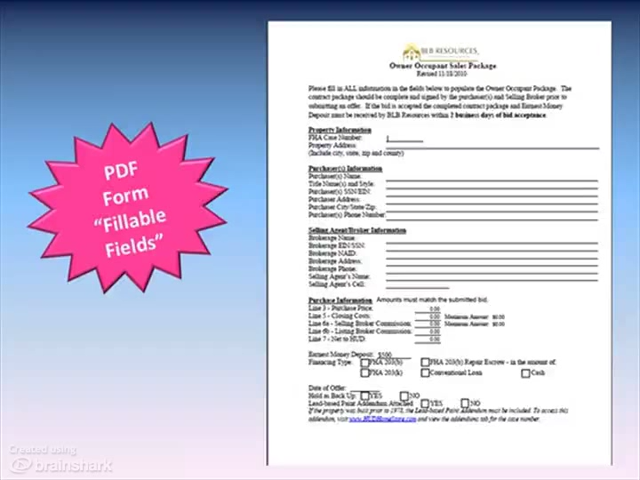 PDF
Form
“Fillable
Fields”
BLB RESOURCES
Owner Occupant Sales Package
Revised 11/18/2010
Please fill in ALL information in the fields below to populate the Owner Occupant Package. The
contract package should be complete and signed by the purchaser(s) and Selling Broker prior to
submitting an offer. If the bid is accepted the completed contract package and Earnest Money
Deposit must be received by BLB Resources within 2 business days of bid acceptance.
Property Information
FHA Case Number:
Property Address:
(Include city, state, zip and county)
Purchaser(s) Information
Purchaser(s) Name:
Title Name(s) and Style:
Purchaser(s) SSN/EIN:
Purchaser Address:
Purchaser City/State/Zip:
Purchaser(s) Phone Number:
Selling Agent/Broker Information
Brokerage Name:
Brokerage EIN/SSN:
Brokerage NAID:
Brokerage Address:
Brokerage Phone:
Selling Agent's Name:
Selling Agent's Cell:
Purchase Information Amounts must match the submitted bid.
Line 3 - Purchase Price: 0.00
Line 5 - Closing Costs: 0.00 Maximum Amount: $0.00
Line 6a - Selling Broker Commission: 0.00 Maximum Amount: $0.00
Line 6b - Listing Broker Commission: 0.00
Line 7 - Net to HUD: 0.00
Earnest Money Deposit: $500
Financing Type: FHA 203(b) FHA 203(b) Repair Escrow - in the amount of:
FHA 203(k) Conventional Loan Cash
Date of Offer:
Hold as Back Up: YES NO
Lead-based Paint Addendum Attached YES NO
If the property was built prior to 1978, the Lead-based Paint Addendum must be included. To access this
addendum, visit www.HUDHomeStore.com and view the addendums tab for the case number.
Created using
brainshark